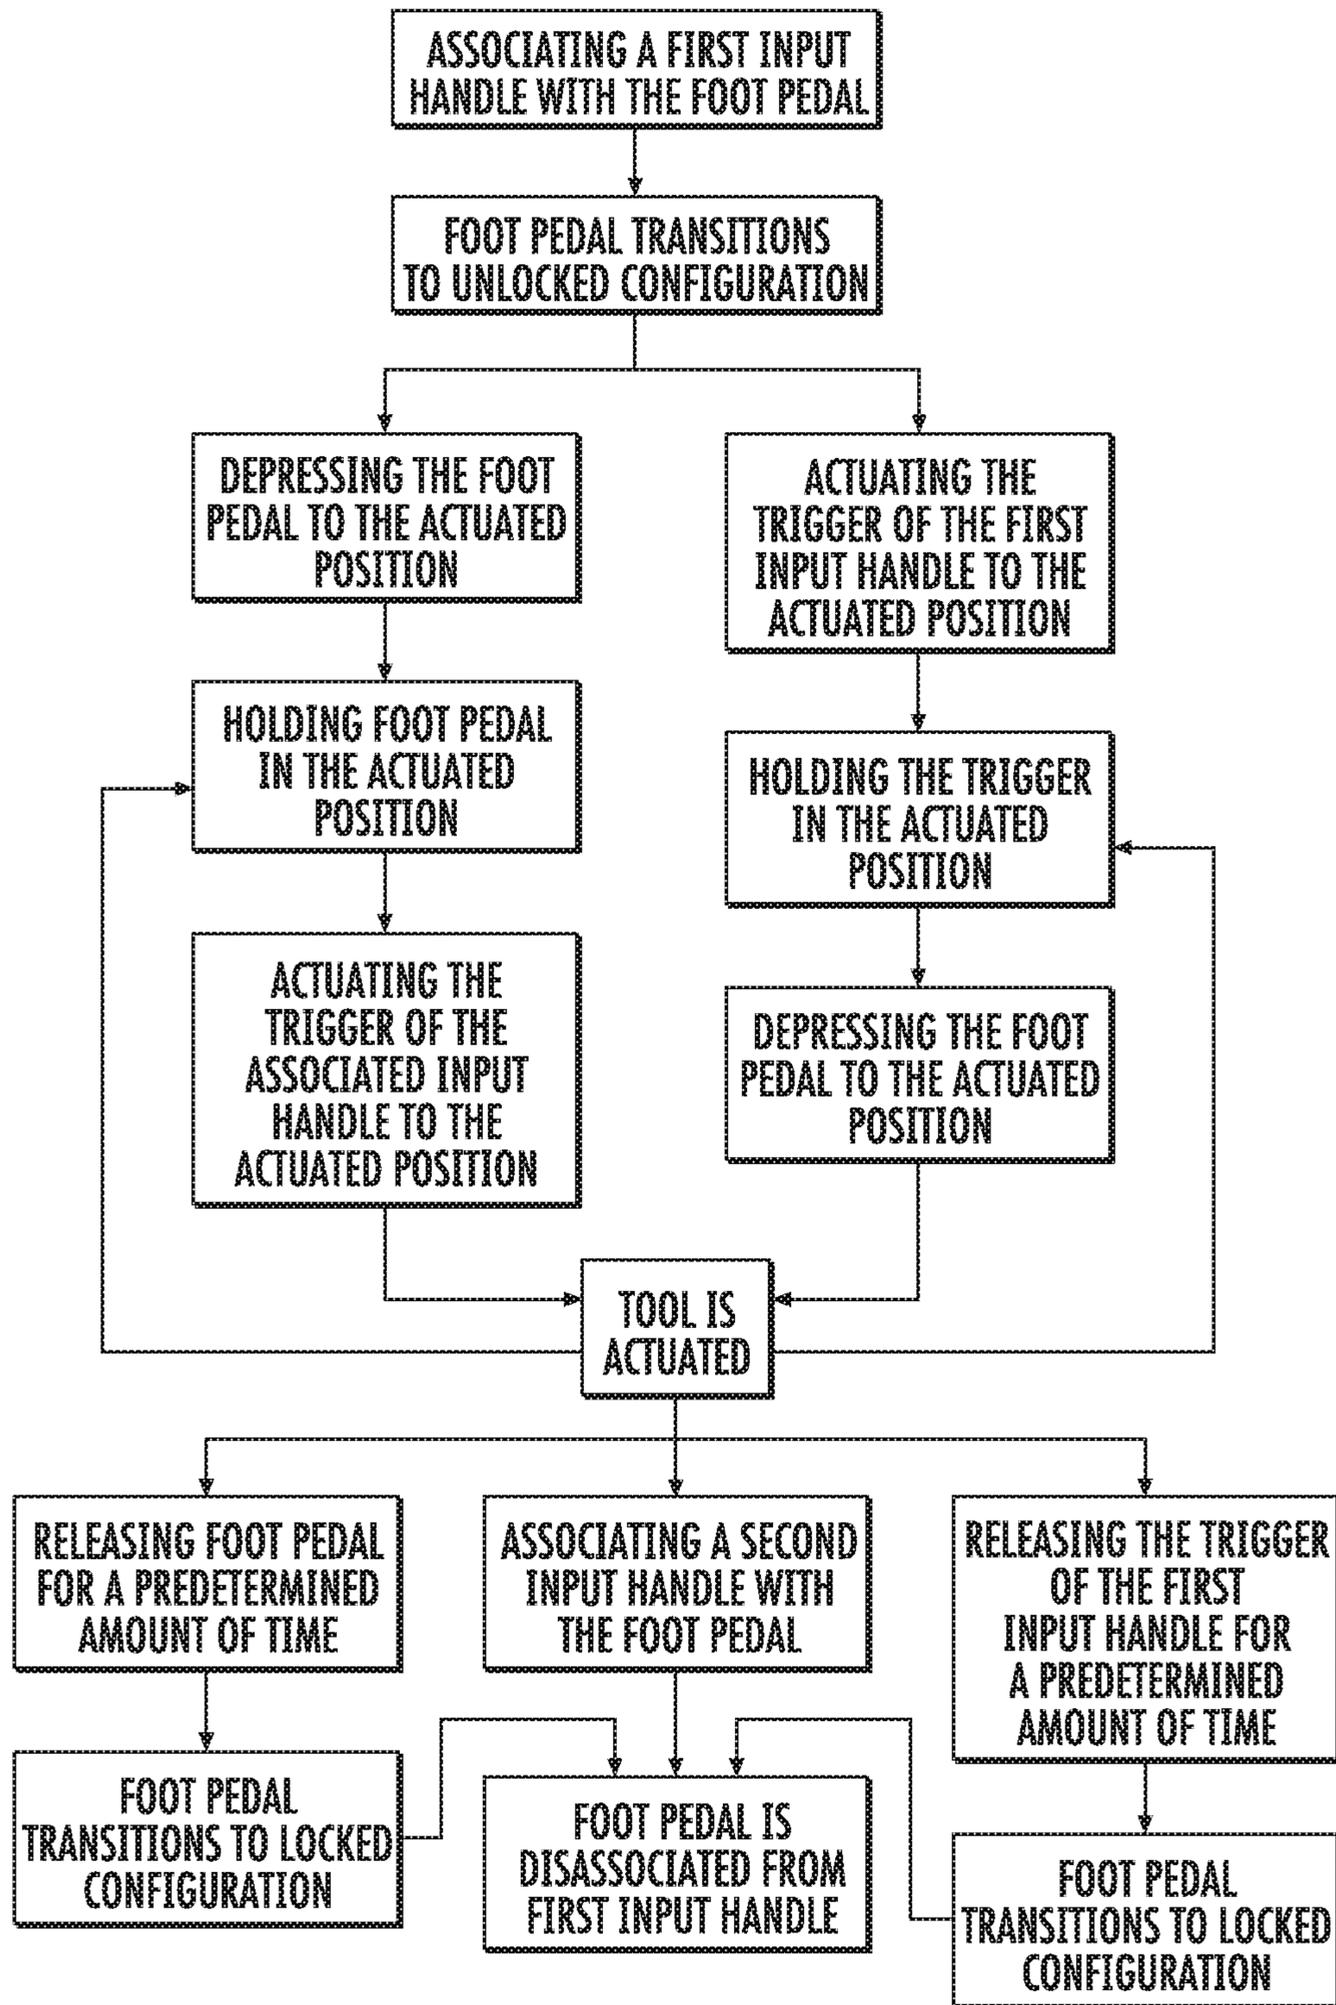 ASSOCIATING A FIRST INPUT
HANDLE WITH THE FOOT PEDAL
FOOT PEDAL TRANSITIONS
TO UNLOCKED CONFIGURATION
DEPRESSING THE FOOT
PEDAL TO THE ACTUATED
POSITION
ACTUATING THE
TRIGGER OF THE FIRST
INPUT HANDLE TO THE
ACTUATED POSITION
HOLDING FOOT PEDAL
IN THE ACTUATED
POSITION
HOLDING THE TRIGGER
IN THE ACTUATED
POSITION
ACTUATING THE
TRIGGER OF THE
ASSOCIATED INPUT
HANDLE TO THE
ACTUATED POSITION
DEPRESSING THE FOOT
PEDAL TO THE ACTUATED
POSITION
TOOL IS
ACTUATED
RELEASING FOOT PEDAL
FOR A PREDETERMINED
AMOUNT OF TIME
ASSOCIATING A SECOND
INPUT HANDLE WITH
THE FOOT PEDAL
RELEASING THE TRIGGER
OF THE FIRST
INPUT HANDLE FOR
A PREDETERMINED
AMOUNT OF TIME
FOOT PEDAL
TRANSITIONS TO LOCKED
CONFIGURATION
FOOT PEDAL IS
DISASSOCIATED FROM
FIRST INPUT HANDLE
FOOT PEDAL
TRANSITIONS TO LOCKED
CONFIGURATION